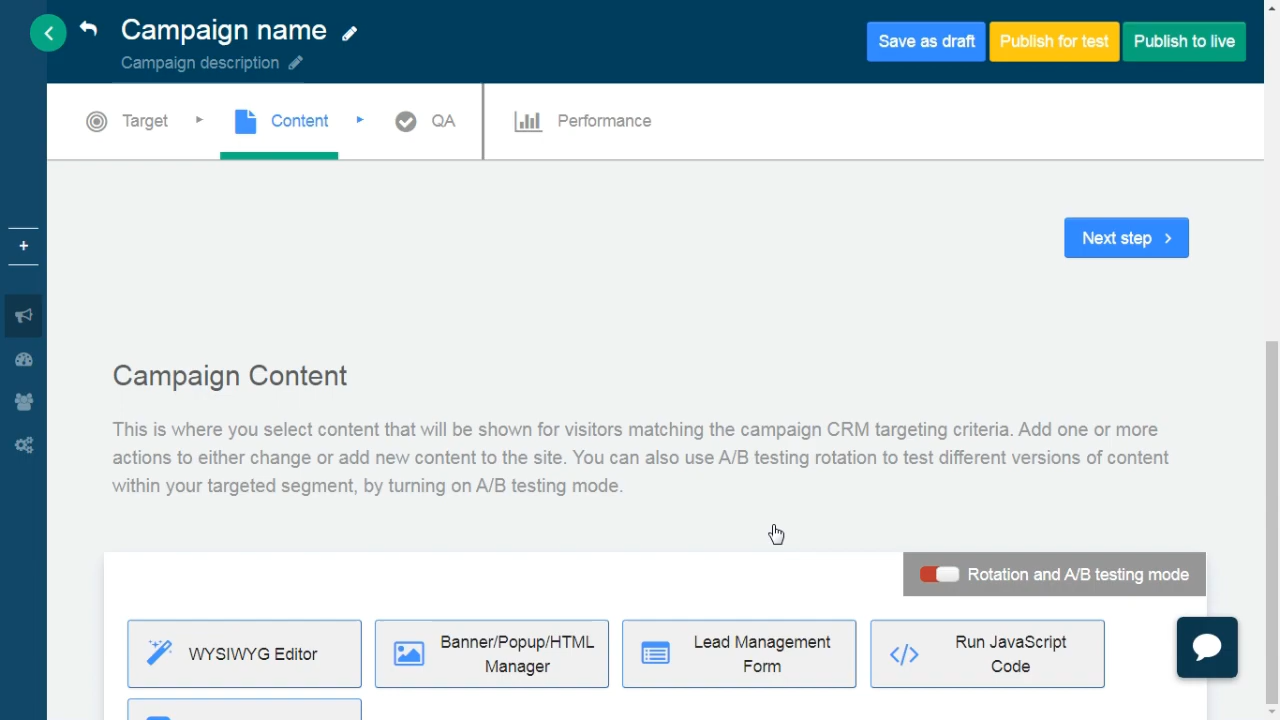 Campaign name
Campaign description
Save as draft
Publish for test
Publish to live
Target
Content
QA
Performance
+
Next step
Campaign Content
This is where you select content that will be shown for visitors matching the campaign CRM targeting criteria. Add one or more
actions to either change or add new content to the site. You can also use A/B testing rotation to test different versions of content
within your targeted segment, by turning on A/B testing mode.
Rotation and A/B testing mode
WYSIWYG Editor
Banner/Popup/HTML
Manager
Lead Management
Form
Run JavaScript
Code